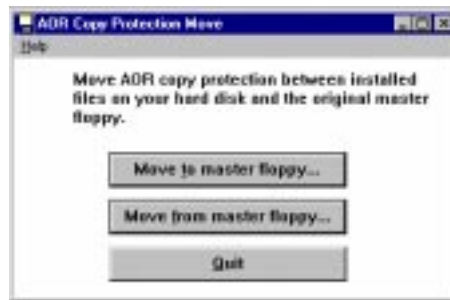 AOR Copy Protection Move
Help
Move AOR copy protection between installed
files on your hard disk and the original master
floppy.
Move to master floppy...
Move from master floppy...
Quit